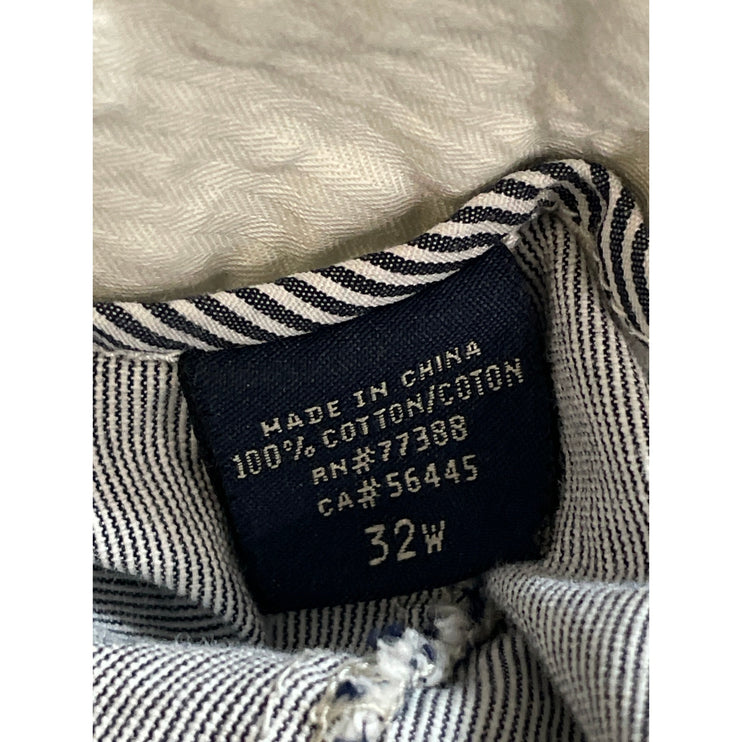 MADE IN CHINA
100% COTTON/COTON
RN#77388
CA#56445
32W